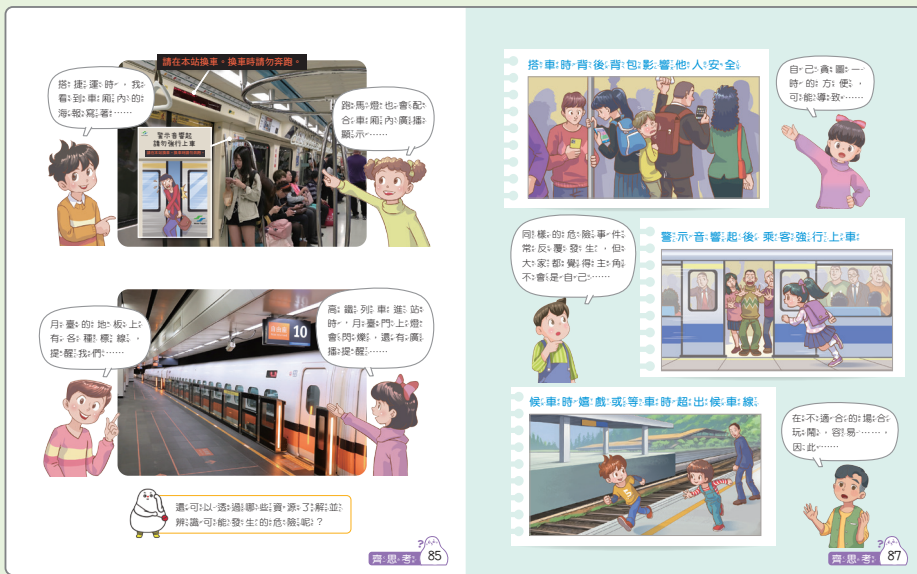 請在本站換車。換車時請勿奔跑。
搭捷運時，我
看到車廂內的
海報寫著……
警示音響起
請勿強行上車
跑馬燈也會配
合車廂內廣播
顯示……
月臺的地板上
有各種標線，
提醒我們……
自由座
10
高鐵列車進站
時，月臺門上燈
會閃爍，還有廣
播提醒……
還可以透過哪些資源了解並
辨識可能發生的危險呢？
齊思考
85
搭車時背後背包影響他人安全
自己貪圖一
時的方便，
可能導致……
同樣的危險事件
常反覆發生，但
大家都覺得主角
不會是自己……
警示音響起後乘客強行上車
候車時嬉戲或等車時超出候車線
在不適合的場合
玩鬧，容易……，
因此……
齊思考
87